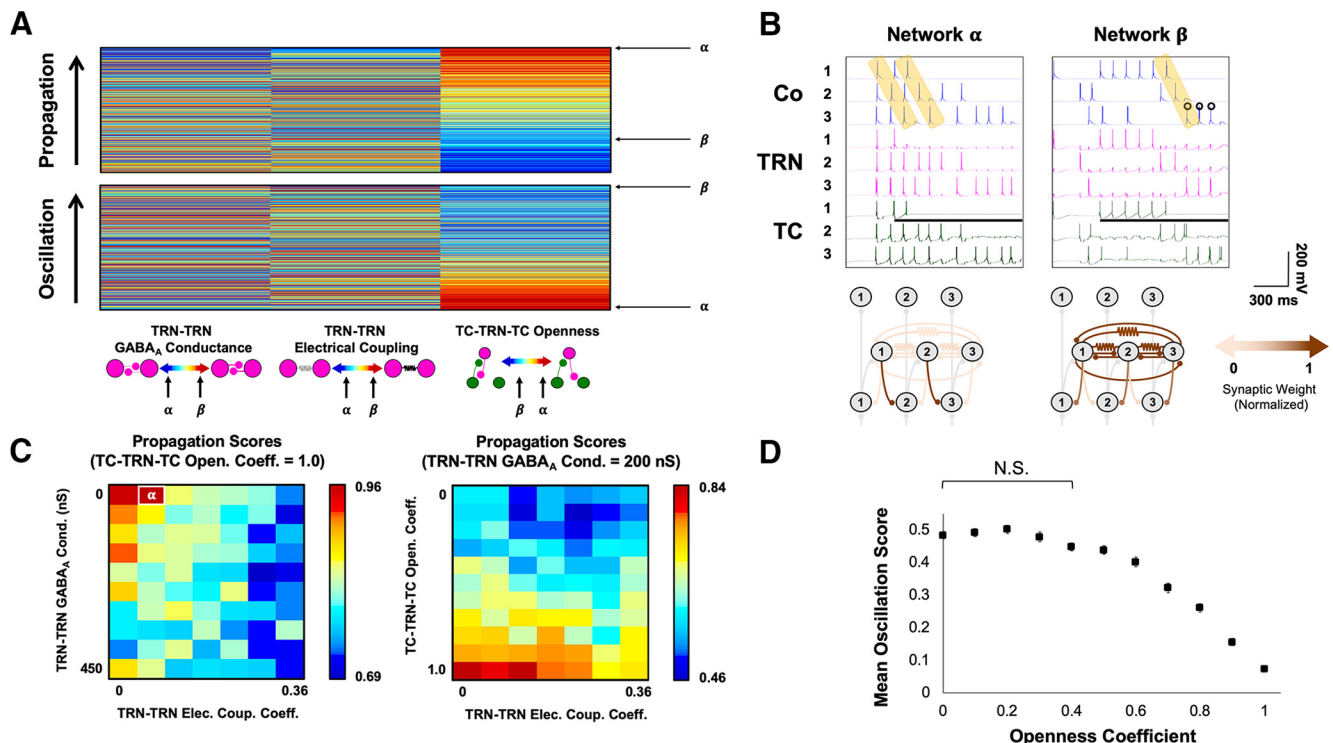 A
Propagation
α
β
Oscillation
β
α
TRN-TRN
GABAA Conductance
α β
TRN-TRN
Electrical Coupling
α β
TC-TRN-TC Openness
β α
B
Network α
Network β
Co
1
2
3
TRN
1
2
3
TC
1
2
3
200 mV
300 ms
1 2 3
1 2 3
1 2 3
1 2 3
1 2 3
1 2 3
0 1
Synaptic Weight
(Normalized)
C
Propagation Scores
(TC-TRN-TC Open. Coeff. = 1.0)
TRN-TRN GABAA Cond. (nS)
0
450
α
0.96
0.69
0 0.36
TRN-TRN Elec. Coup. Coeff.
Propagation Scores
(TRN-TRN GABAA Cond. = 200 nS)
TC-TRN-TC Open. Coeff.
0
1.0
0.84
0.46
0 0.36
TRN-TRN Elec. Coup. Coeff.
D
N.S.
Mean Oscillation Score
0.5
0.4
0.3
0.2
0.1
0
0 0.2 0.4 0.6 0.8 1
Openness Coefficient